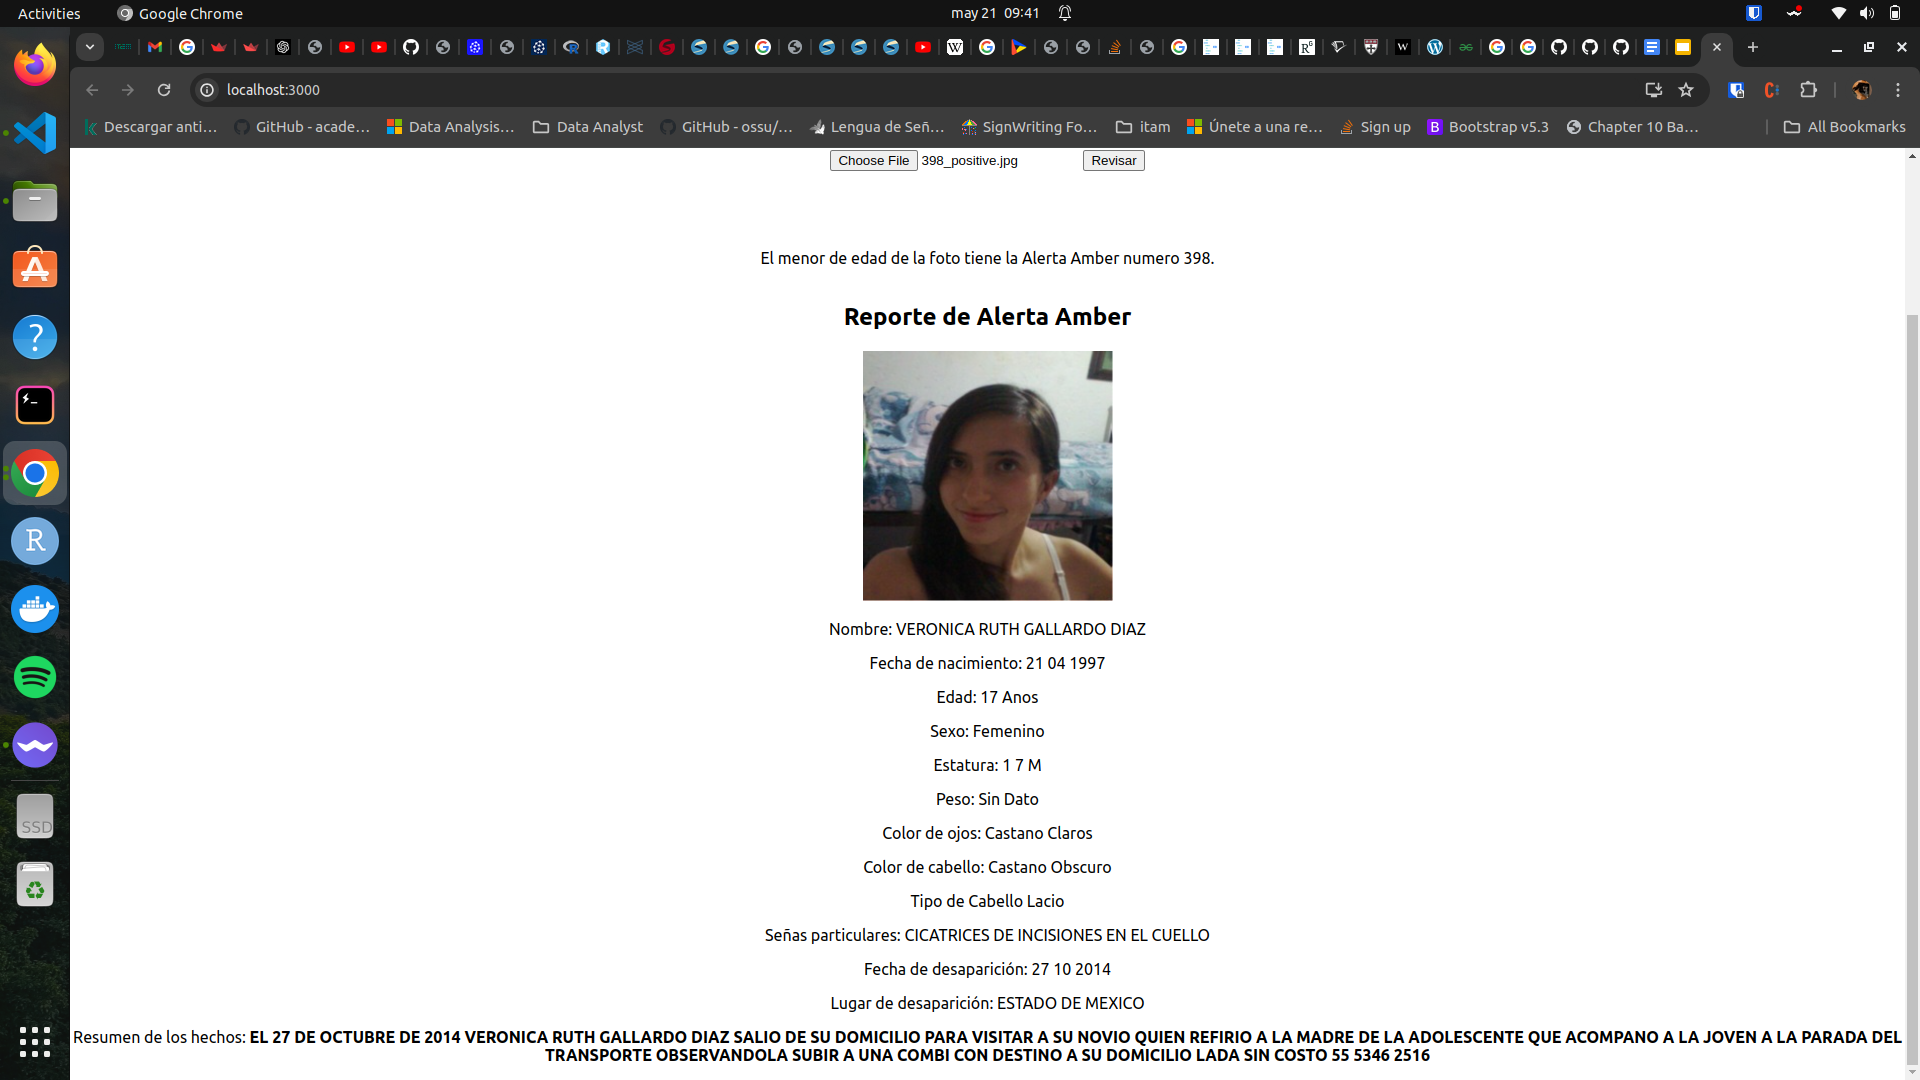 Activities
Google Chrome
may 21 09:41
localhost:3000
Descargar anti...
GitHub - acade...
Data Analysis...
Data Analyst
GitHub - ossu/...
Lengua de Señ...
SignWriting Fo...
itam
Únete a una re...
Sign up
Bootstrap v5.3
Chapter 10 Ba...
All Bookmarks
Choose File 398_positive.jpg
Revisar
El menor de edad de la foto tiene la Alerta Amber numero 398.
Reporte de Alerta Amber
Nombre: VERONICA RUTH GALLARDO DIAZ
Fecha de nacimiento: 21 04 1997
Edad: 17 Anos
Sexo: Femenino
Estatura: 1 7 M
Peso: Sin Dato
Color de ojos: Castano Claros
Color de cabello: Castano Obscuro
Tipo de Cabello Lacio
Señas particulares: CICATRICES DE INCISIONES EN EL CUELLO
Fecha de desaparición: 27 10 2014
Lugar de desaparición: ESTADO DE MEXICO
Resumen de los hechos: EL 27 DE OCTUBRE DE 2014 VERONICA RUTH GALLARDO DIAZ SALIO DE SU DOMICILIO PARA VISITAR A SU NOVIO QUIEN REFIRIO A LA MADRE DE LA ADOLESCENTE QUE ACOMPANO A LA JOVEN A LA PARADA DEL
TRANSPORTE OBSERVANDOLA SUBIR A UNA COMBI CON DESTINO A SU DOMICILIO LADA SIN COSTO 55 5346 2516
SSD